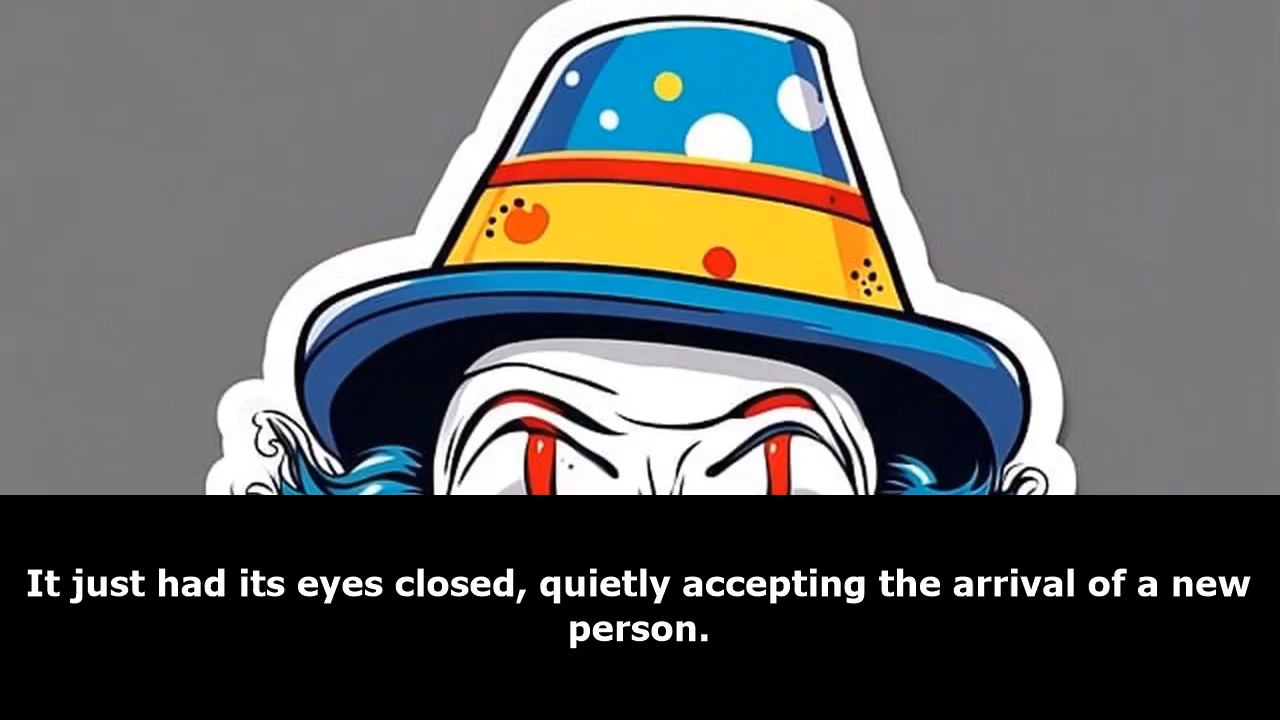 It just had its eyes closed, quietly accepting the arrival of a new
person.